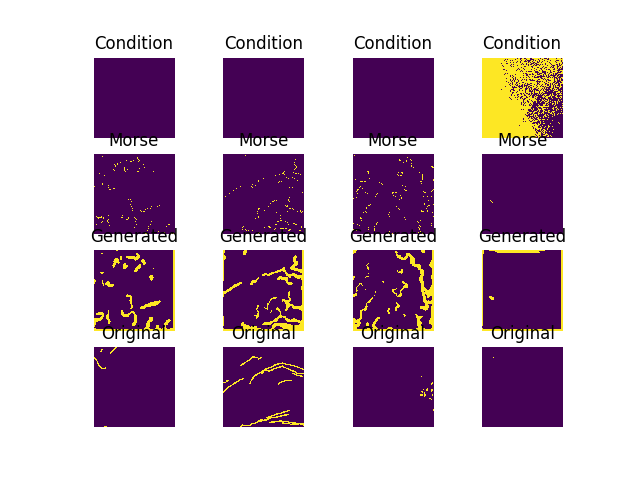 Condition Condition Condition Condition
Morse Morse Morse Morse
Generated Generated Generated Generated
Original Original Original Original